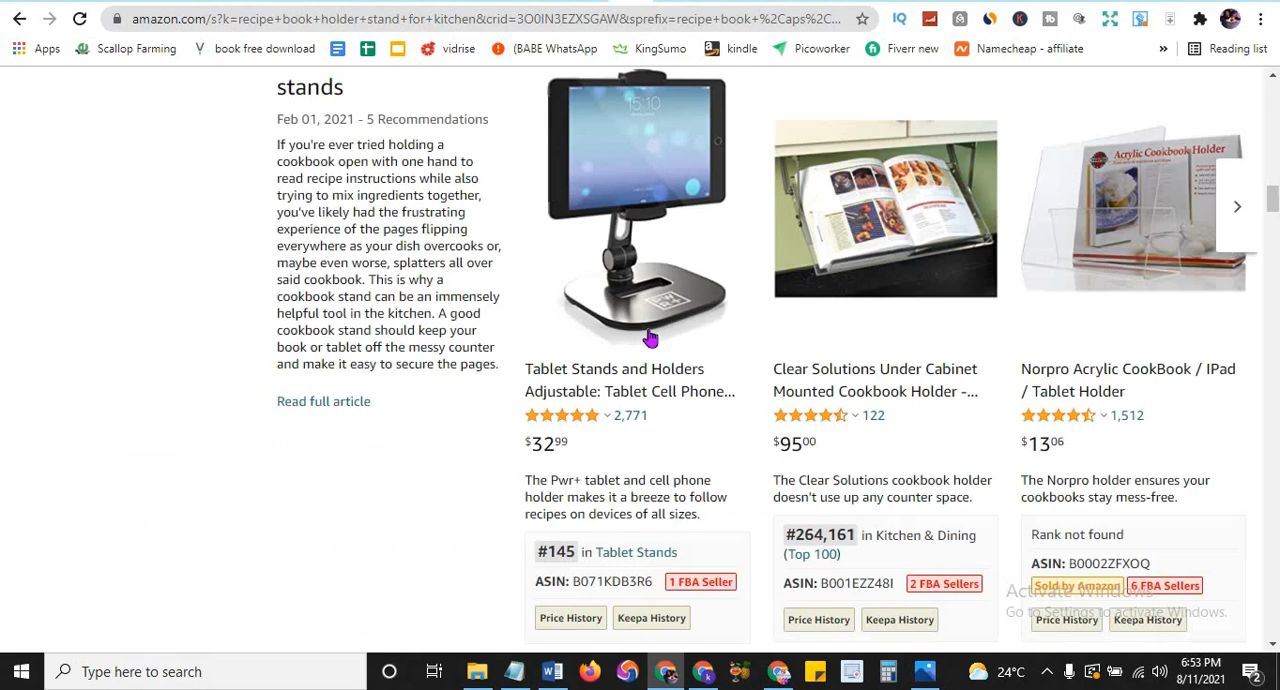 amazon.com/s?k=recipe+book+holder+stand+for+kitchen&crid=3O0IN3EZXSGAW&sprefix=recipe+book+%2Caps%2C...
Apps
Scallop Farming
book free download
vidrise
(BABE WhatsApp
KingSumo
kindle
Picoworker
Fiverr new
Namecheap - affiliate
»
Reading list
stands
Feb 01, 2021 - 5 Recommendations
If you're ever tried holding a
cookbook open with one hand to
read recipe instructions while also
trying to mix ingredients together,
you've likely had the frustrating
experience of the pages flipping
everywhere as your dish overcooks or,
maybe even worse, splatters all over
said cookbook. This is why a
cookbook stand can be an immensely
helpful tool in the kitchen. A good
cookbook stand should keep your
book or tablet off the messy counter
and make it easy to secure the pages.
Read full article
15:10
PWR+
Tablet Stands and Holders
Adjustable: Tablet Cell Phone...
2,771
$32 99
The Pwr+ tablet and cell phone
holder makes it a breeze to follow
recipes on devices of all sizes.
#145 in Tablet Stands
ASIN: B071KDB3R6 1 FBA Seller
Price History Keepa History
Clear Solutions Under Cabinet
Mounted Cookbook Holder -...
122
$95 00
The Clear Solutions cookbook holder
doesn't use up any counter space.
#264,161 in Kitchen & Dining
(Top 100)
ASIN: B001EZZ48I 2 FBA Sellers
Price History Keepa History
Acrylic Cookbook Holder
Norpro Acrylic CookBook / IPad
/ Tablet Holder
1,512
$13 06
The Norpro holder ensures your
cookbooks stay mess-free.
Rank not found
ASIN: B0002ZFXOQ
Sold by Amazon 6 FBA Sellers
Price History Keepa History
Activate Windows
Go to Settings to activate Windows.
Type here to search
24°C
6:53 PM
8/11/2021
2